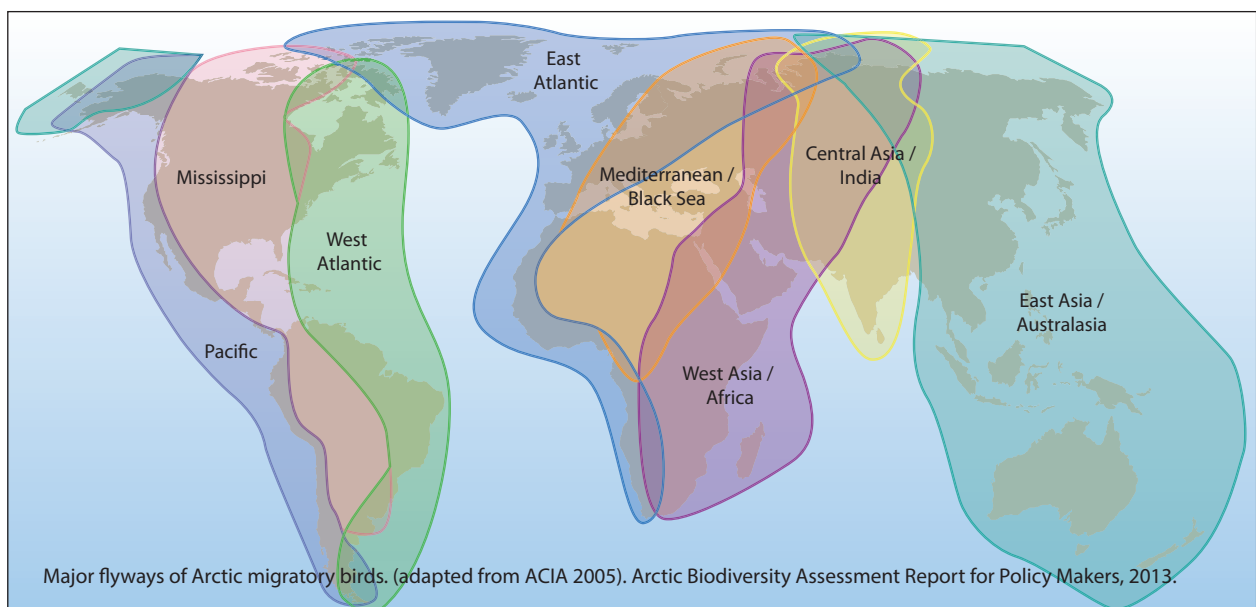 East
Atlantic
Mississippi
Mediterranean /
Black Sea
Central Asia /
India
West
Atlantic
East Asia /
Australasia
Pacific
West Asia /
Africa
Major flyways of Arctic migratory birds. (adapted from ACIA 2005). Arctic Biodiversity Assessment Report for Policy Makers, 2013.